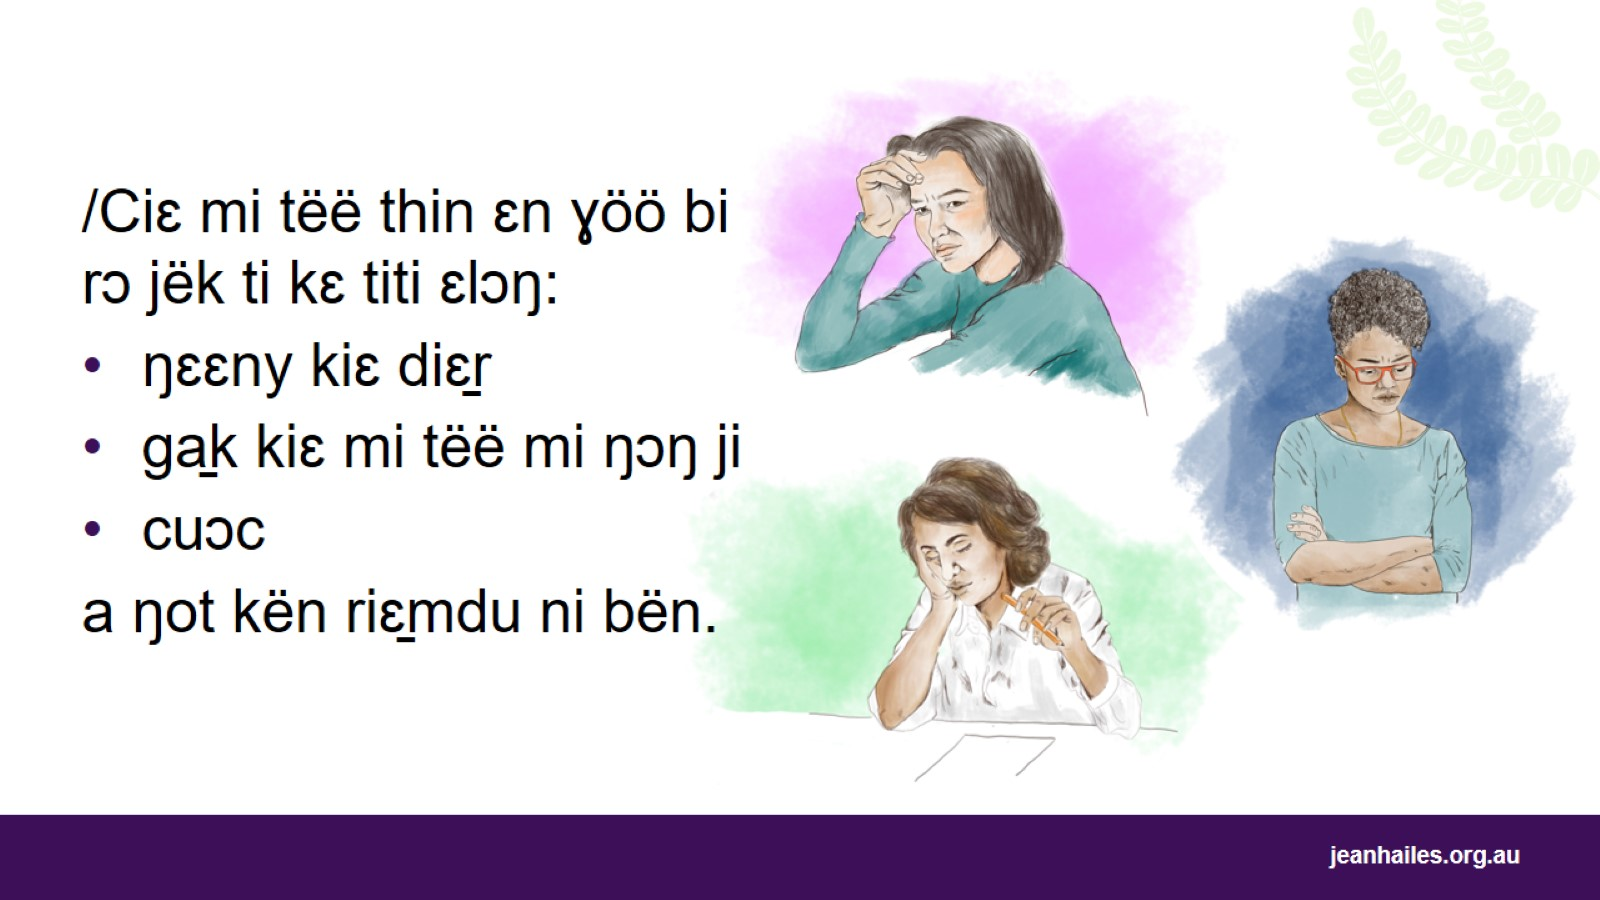 /Ciɛ mi tëë thin ɛn ɣöö bi
rɔ jëk ti kɛ titi ɛlɔŋ:
• ŋɛɛny kiɛ diɛ̱r
• ga̱k kiɛ mi tëë mi ŋɔŋ ji
• cuɔc
a ŋot kën riɛ̱mdu ni bën.
jeanhailes.org.au